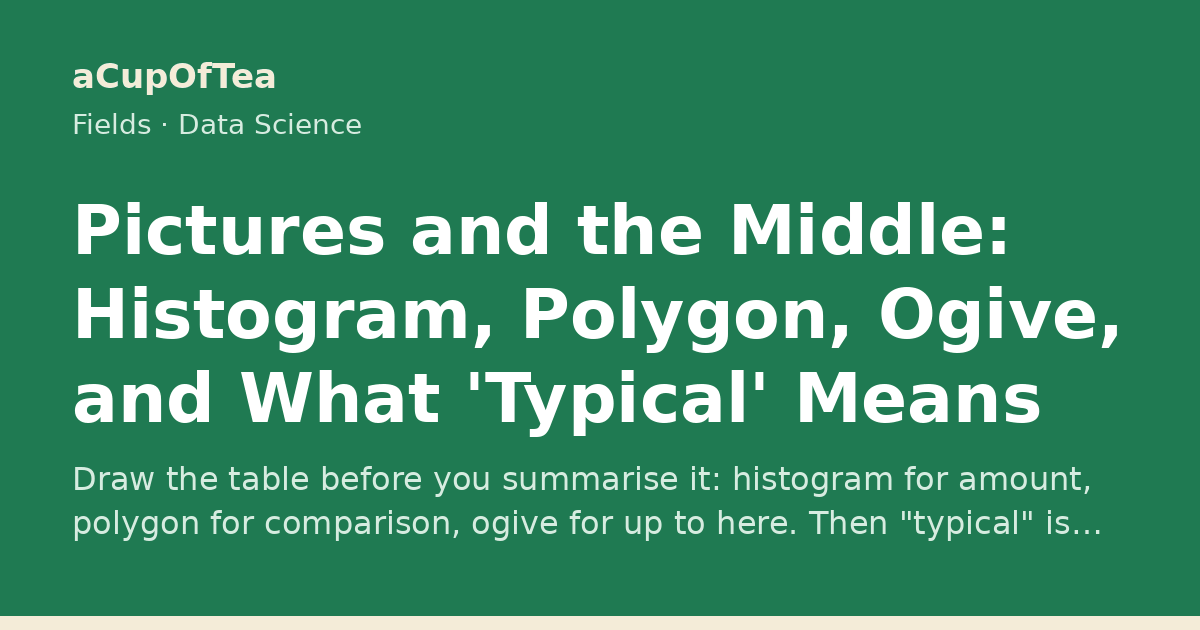 aCupOfTea
Fields · Data Science
Pictures and the Middle:
Histogram, Polygon, Ogive,
and What 'Typical' Means
Draw the table before you summarise it: histogram for amount,
polygon for comparison, ogive for up to here. Then "typical" is…